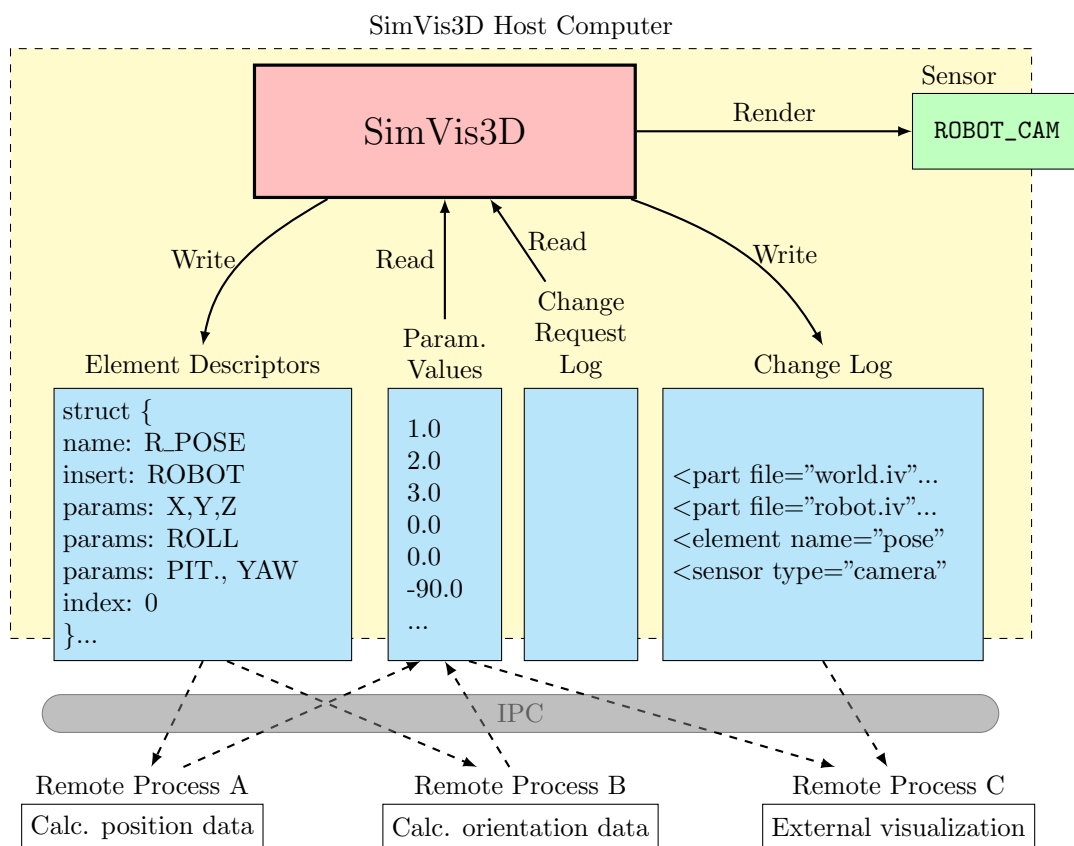 SimVis3D Host Computer
Sensor
SimVis3D
Render
ROBOT_CAM
Write
Read
Read
Write
Change
Request
Log
Param.
Values
Element Descriptors
Change Log
struct {
name: R_POSE
insert: ROBOT
params: X,Y,Z
params: ROLL
params: PIT., YAW
index: 0
}...
1.0
2.0
3.0
0.0
0.0
-90.0
...
<part file=”world.iv”...
<part file=”robot.iv”...
<element name=”pose”
<sensor type=”camera”
IPC
Remote Process A
Calc. position data
Remote Process B
Calc. orientation data
Remote Process C
External visualization